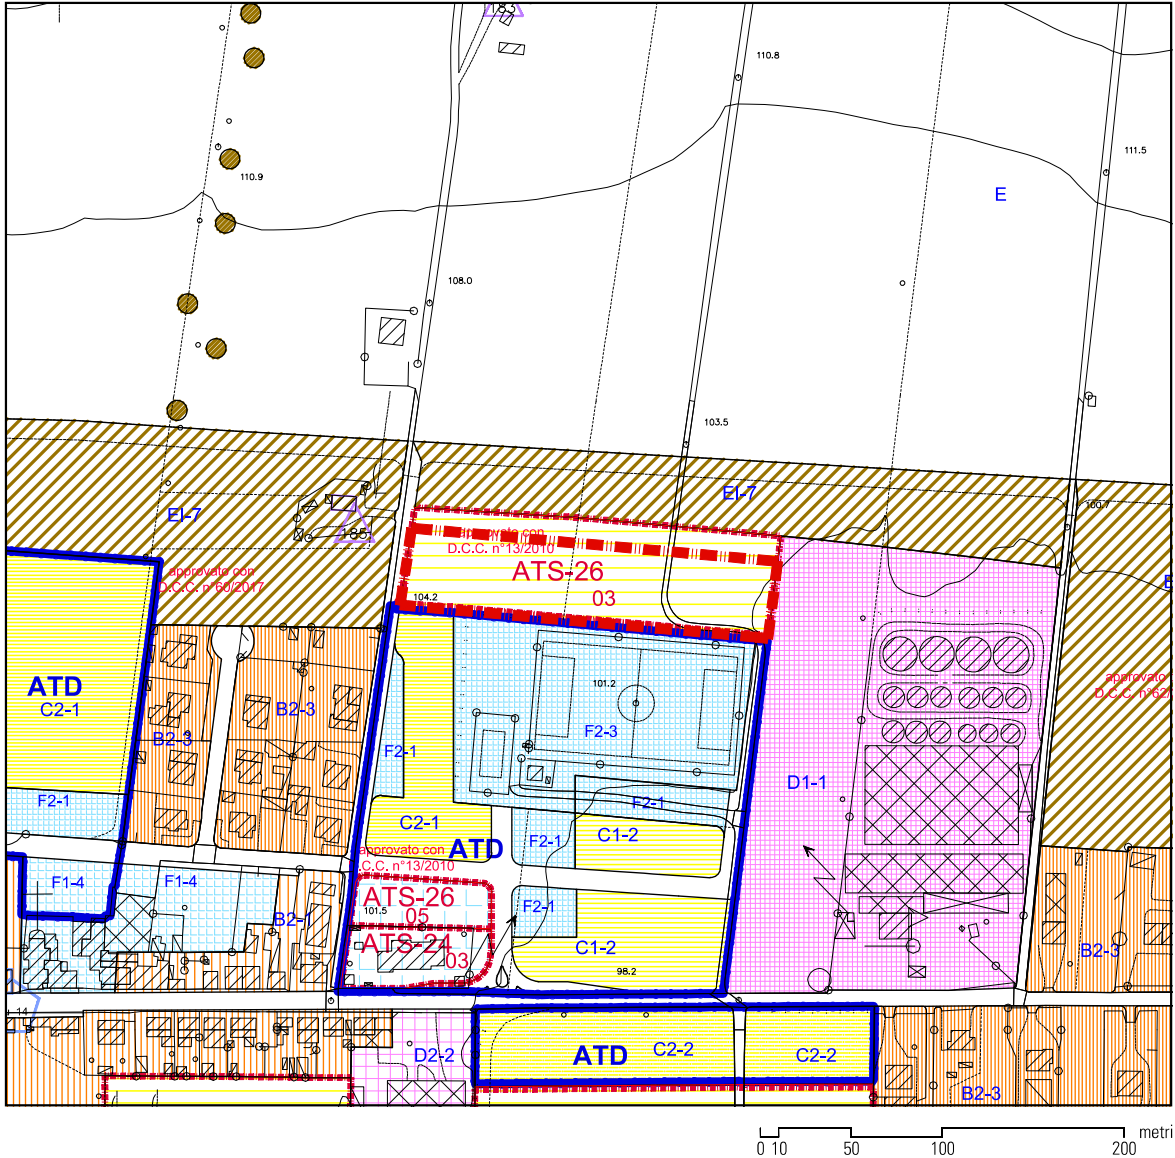 183
110.8
111.5
110.9
E
108.0
103.5
EI-7
100.7
EI-7
185
approvato con
D.C.C. n°13/2010
ATS-26
03
approvato con
D.C.C. n°60/2017
104.2
ATD
C2-1
B2-3
B2-3
F2-1
101.2
F2-3
approvato
D.C.C. n°62
D1-1
F2-1
F2-1
C2-1
ATD
F2-1
C1-2
approvato con
.C.C. n°13/2010
F1-4
F1-4
B2-1
ATS-26
05
101.5
ATS-24
03
F2-1
C1-2
98.2
B2-3
14
D2-2
ATD
C2-2
C2-2
B2-3
metri
0 10 50 100 200